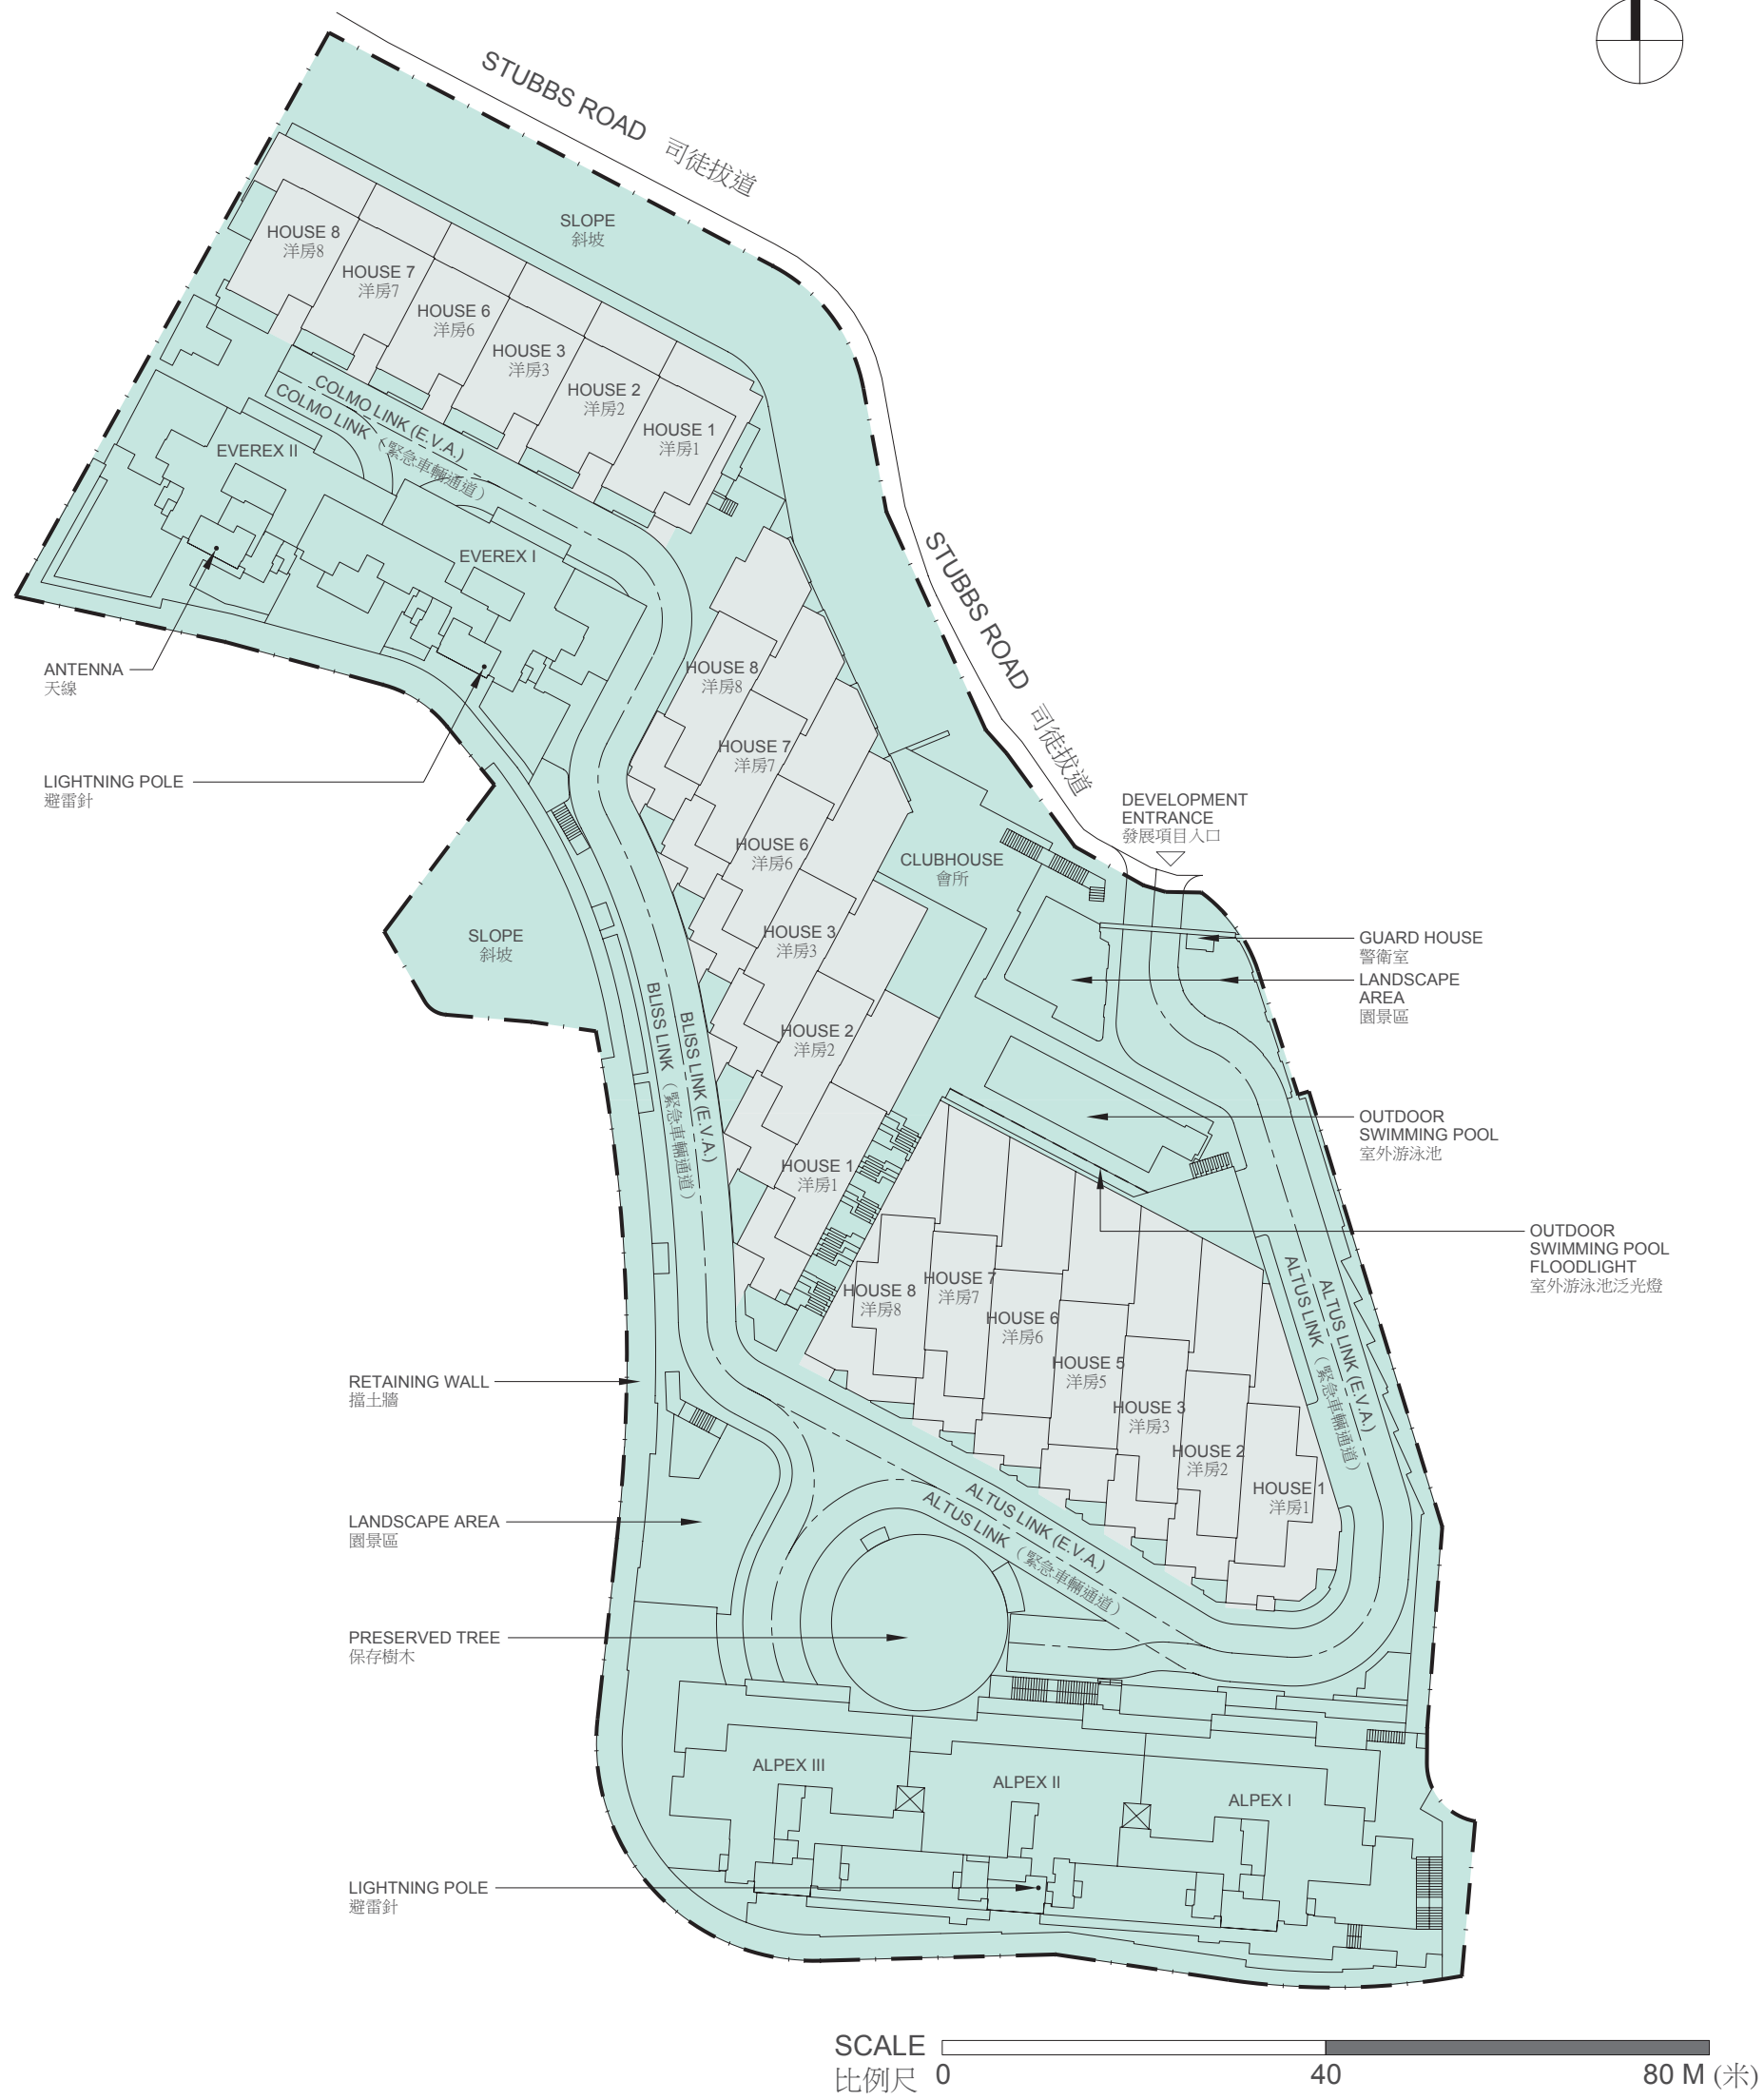 STUBBS ROAD 司徒拔道
SLOPE
斜坡
HOUSE 8
洋房8
HOUSE 7
洋房7
HOUSE 6
洋房6
HOUSE 3
洋房3
HOUSE 2
洋房2
HOUSE 1
洋房1
COLMO LINK (E.V.A.)
COLMO LINK (緊急車輛通道)
EVEREX II
EVEREX I
ANTENNA
天線
LIGHTNING POLE
避雷針
STUBBS ROAD 司徒拔道
HOUSE 8
洋房8
HOUSE 7
洋房7
HOUSE 6
洋房6
HOUSE 3
洋房3
HOUSE 2
洋房2
HOUSE 1
洋房1
DEVELOPMENT
ENTRANCE
發展項目入口
CLUBHOUSE
會所
SLOPE
斜坡
GUARD HOUSE
警衛室
LANDSCAPE
AREA
園景區
BLISS LINK (E.V.A.)
BLISS LINK (緊急車輛通道)
OUTDOOR
SWIMMING POOL
室外游泳池
OUTDOOR
SWIMMING POOL
FLOODLIGHT
室外游泳池泛光燈
HOUSE 8
洋房8
HOUSE 7
洋房7
HOUSE 6
洋房6
HOUSE 5
洋房5
HOUSE 3
洋房3
HOUSE 2
洋房2
HOUSE 1
洋房1
ALTUS LINK (E.V.A.)
ALTUS LINK (緊急車輛通道)
RETAINING WALL
擋土牆
LANDSCAPE AREA
園景區
ALTUS LINK (E.V.A.)
ALTUS LINK (緊急車輛通道)
PRESERVED TREE
保存樹木
ALPEX III
ALPEX II
ALPEX I
LIGHTNING POLE
避雷針
SCALE
比例尺 0 40 80 M (米)